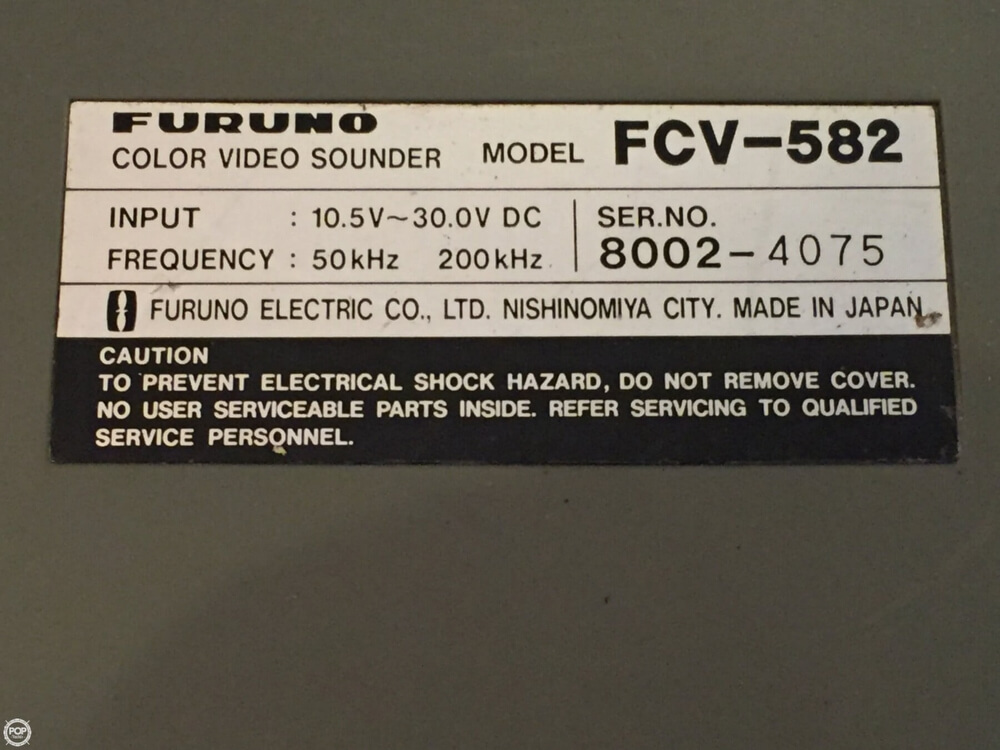 FURUNO
COLOR VIDEO SOUNDER MODEL FCV-582
INPUT : 10.5V~30.0V DC
FREQUENCY : 50kHz 200kHz
SER.NO.
8002-4075
FURUNO ELECTRIC CO., LTD. NISHINOMIYA CITY. MADE IN JAPAN
CAUTION
TO PREVENT ELECTRICAL SHOCK HAZARD, DO NOT REMOVE COVER.
NO USER SERVICEABLE PARTS INSIDE. REFER SERVICING TO QUALIFIED
SERVICE PERSONNEL.
POP